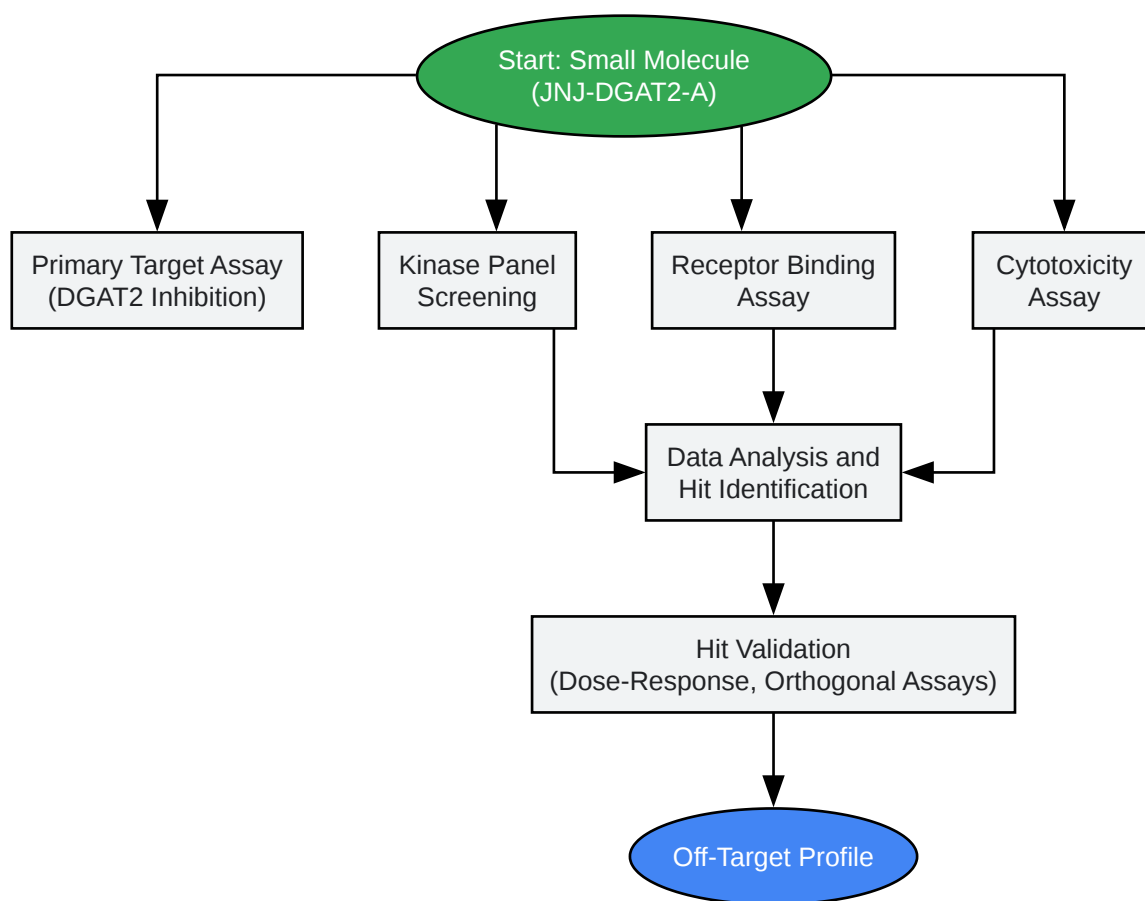 Start: Small Molecule
(JNJ-DGAT2-A)
Primary Target Assay
(DGAT2 Inhibition)
Kinase Panel
Screening
Receptor Binding
Assay
Cytotoxicity
Assay
Data Analysis and
Hit Identification
Hit Validation
(Dose-Response, Orthogonal Assays)
Off-Target Profile